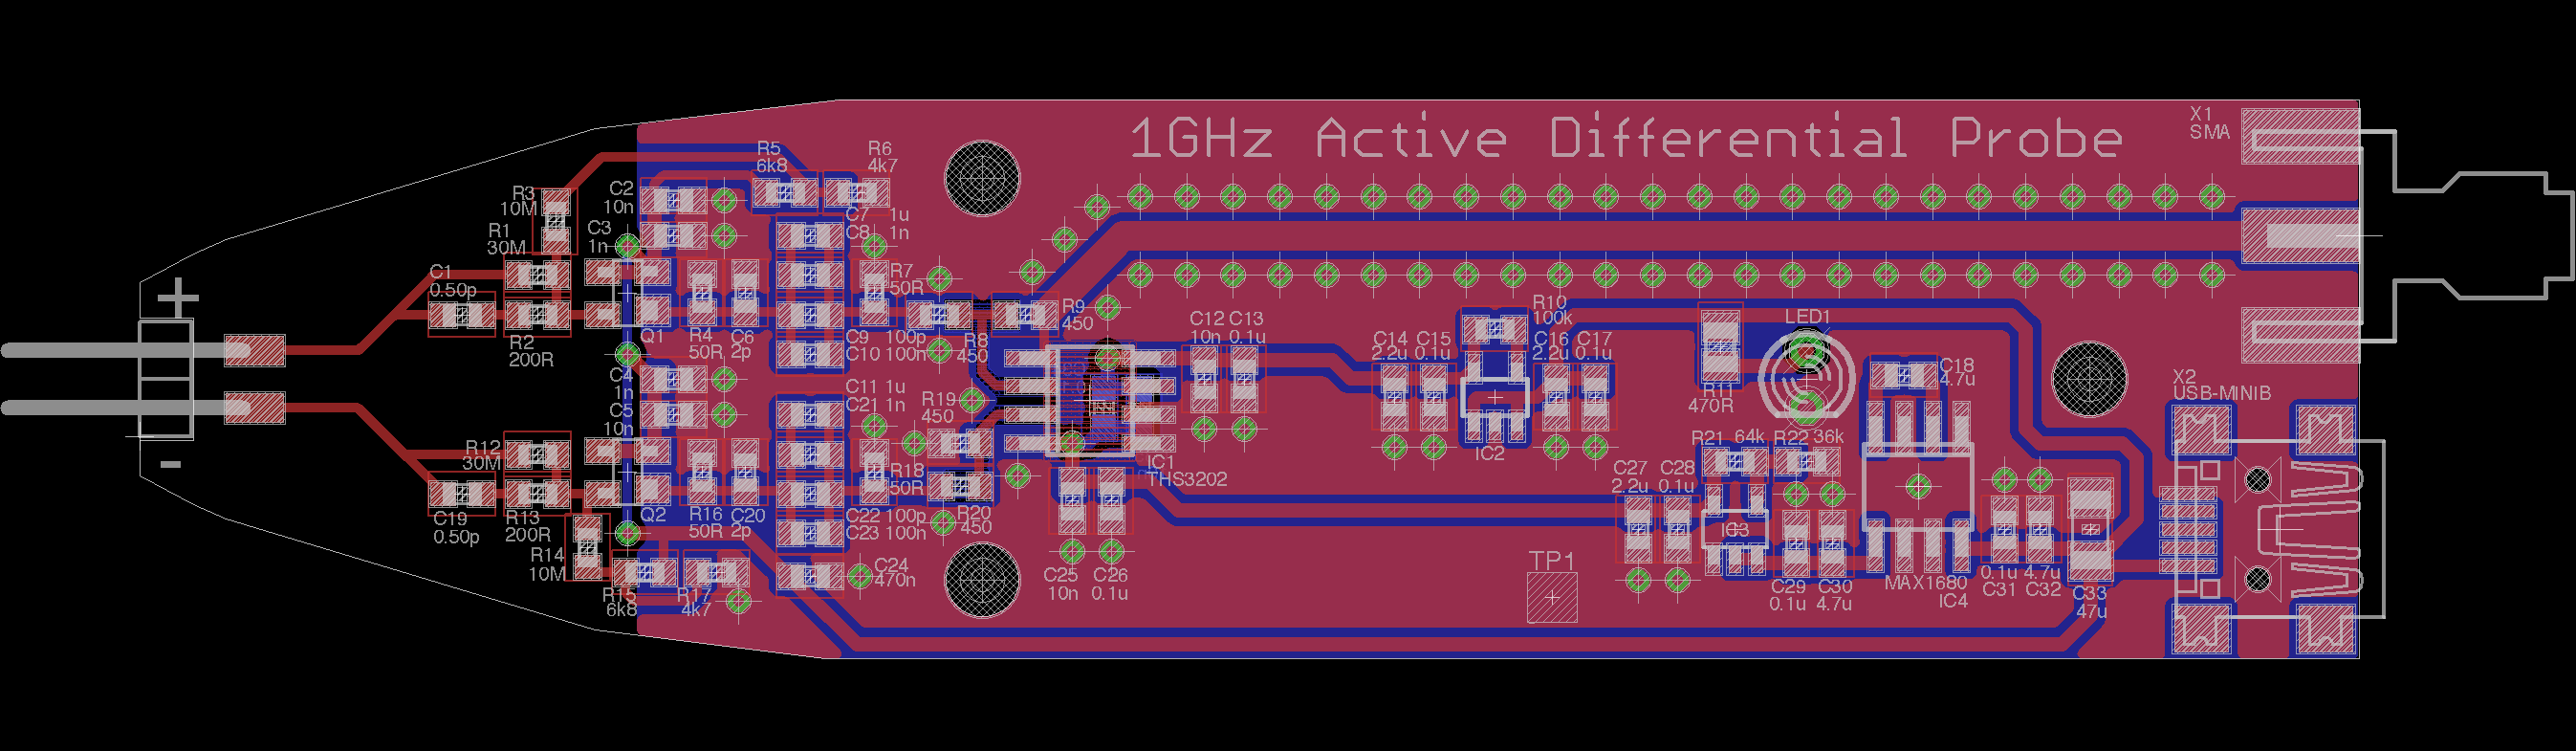 1GHz Active Differential Probe
X1
SMA
R5
6k8
R6
4k7
R3
10M
C2
10n
R1
30M
C3
1n
C7 1u
C8 1n
C1
0.50p
R7
50R
R2
200R
Q1
R4
50R
C6
2p
C9 100p
C10 100n
R8
450
R9
450
C4
1n
C5
10n
C11 1u
C21 1n
R19
450
C12
10n
C13
0.1u
C14
2.2u
C15
0.1u
R10
100k
C16
2.2u
C17
0.1u
IC2
LED1
R11
470R
C18
4.7u
X2
USB-MINIB
R12
30M
C19
0.50p
R13
200R
Q2
R16
50R
C20
2p
R18
50R
C22 100p
C23 100n
R20
450
IC1
THS3202
R14
10M
R15
6k8
R17
4k7
C24
470n
C25
10n
C26
0.1u
TP1
C27
2.2u
C28
0.1u
R21 64k
R22 36k
IC3
C29
0.1u
C30
4.7u
MAX1680
IC4
0.1u
C31
4.7u
C32
C33
47u